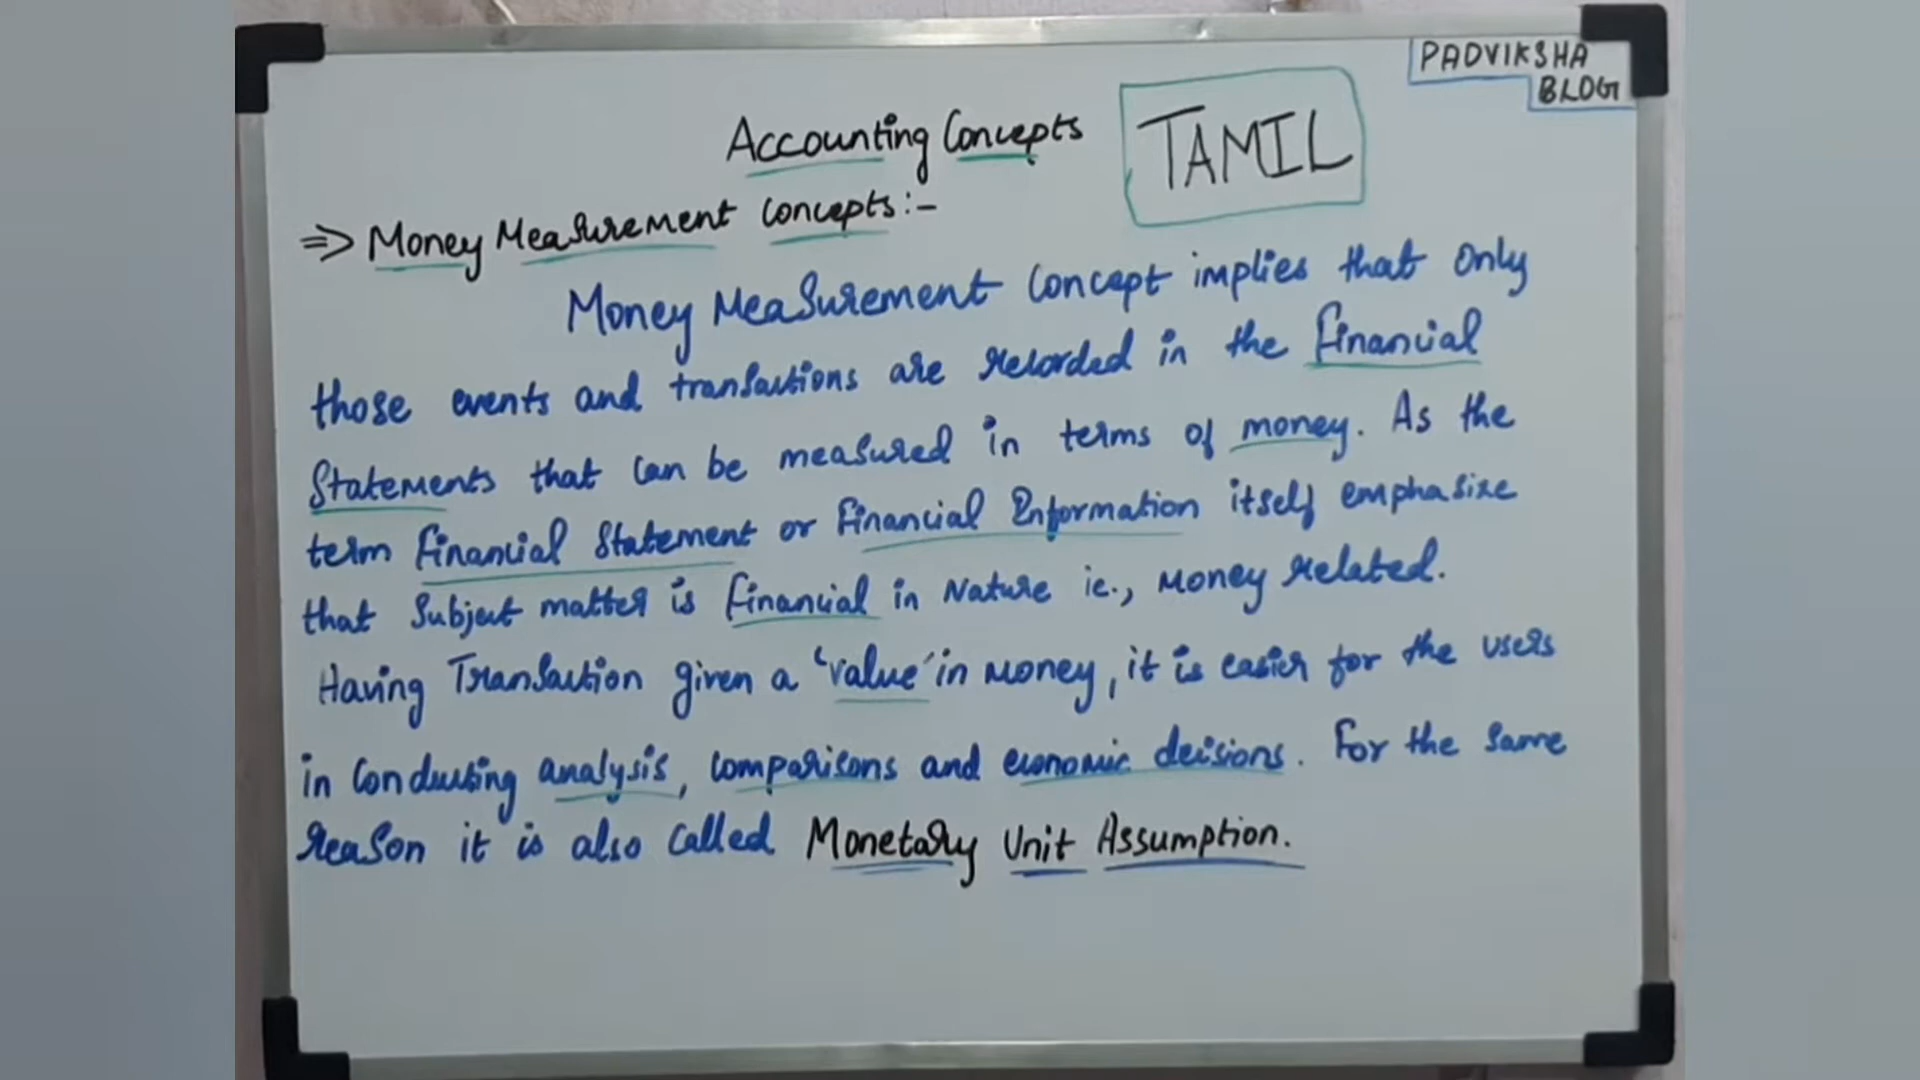 PADVIKSHA
BLOG
Accounting Concepts
TAMIL
⇒ Money Measurement Concepts:-
Money Measurement Concept implies that only
those events and transactions are recorded in the Financial
Statements that can be measured in terms of money. As the
term Financial Statement or Financial Information itself emphasize
that Subject matter is Financial in Nature ie., Money related.
Having Transaction given a 'value' in money, it is easier for the users
in conducting analysis, comparisons and economic decisions. For the same
reason it is also called Monetary Unit Assumption.